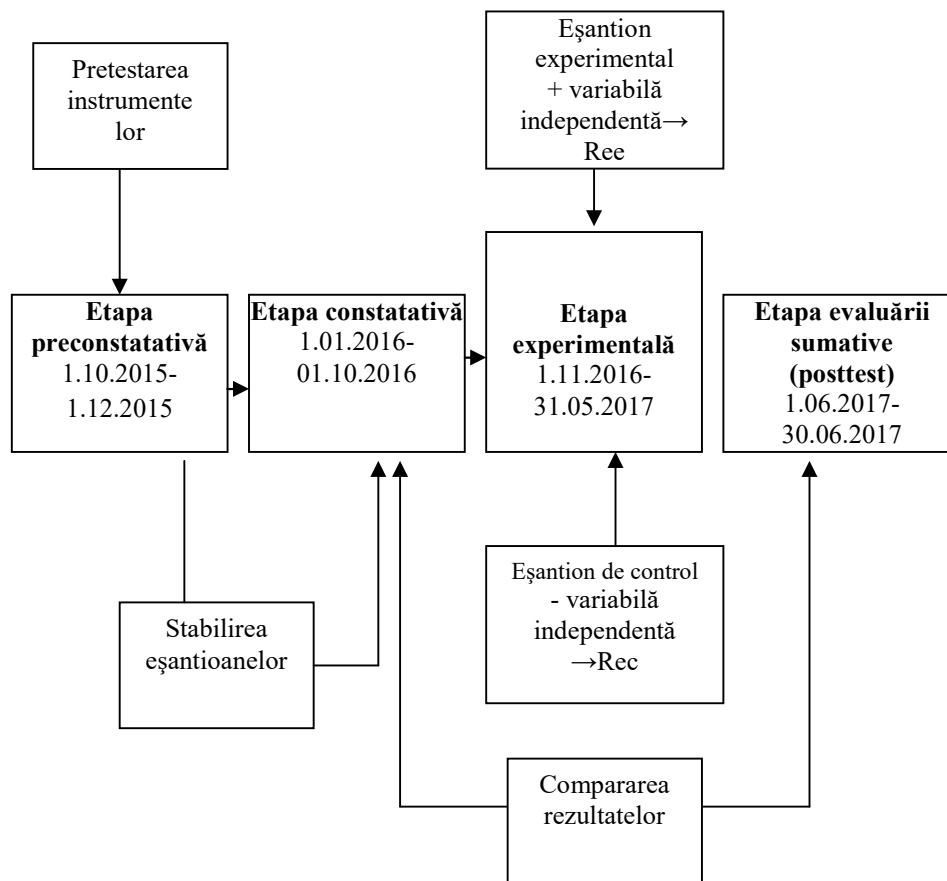 Pretestarea
instrumente
lor
Eşantion
experimental
+ variabilă
independentă→
Ree
Etapa
preconstatativă
1.10.2015-
1.12.2015
Etapa constatativă
1.01.2016-
01.10.2016
Etapa
experimentală
1.11.2016-
31.05.2017
Etapa evaluării
sumative
(posttest)
1.06.2017-
30.06.2017
Stabilirea
eşantioanelor
Eşantion de control
- variabilă
independentă
→Rec
Compararea
rezultatelor